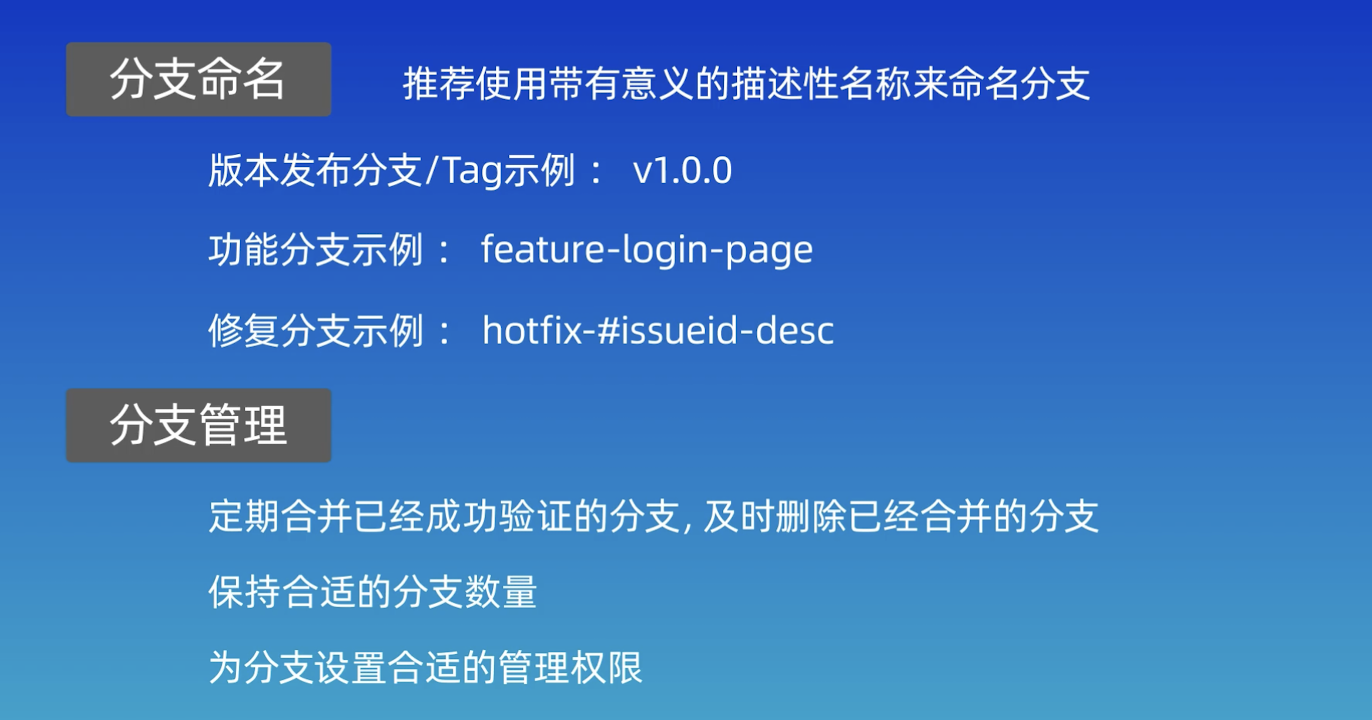 分支命名 推荐使用带有意义的描述性名称来命名分支
版本发布分支/Tag示例： v1.0.0
功能分支示例： feature-login-page
修复分支示例： hotfix-#issueid-desc
分支管理
定期合并已经成功验证的分支, 及时删除已经合并的分支
保持合适的分支数量
为分支设置合适的管理权限